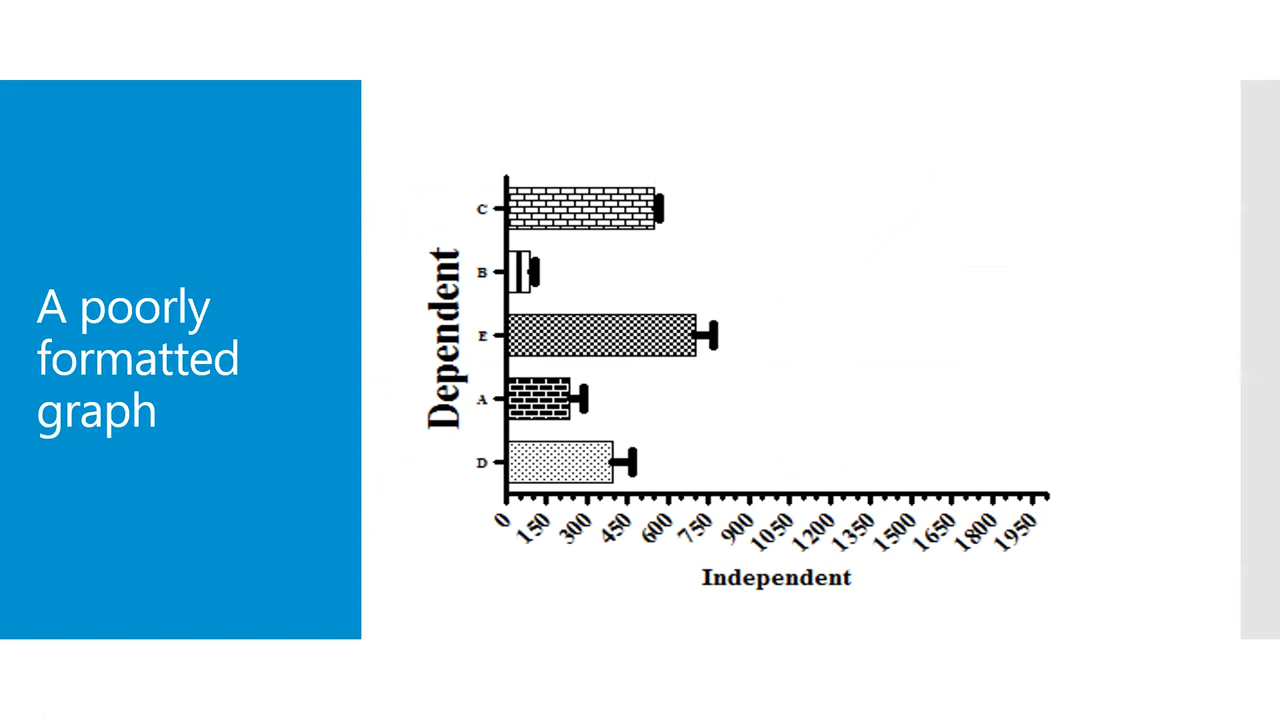 A poorly
formatted
graph
Dependent
C
B
E
A
D
0
150
300
450
600
750
900
1050
1200
1350
1500
1650
1800
1950
Independent